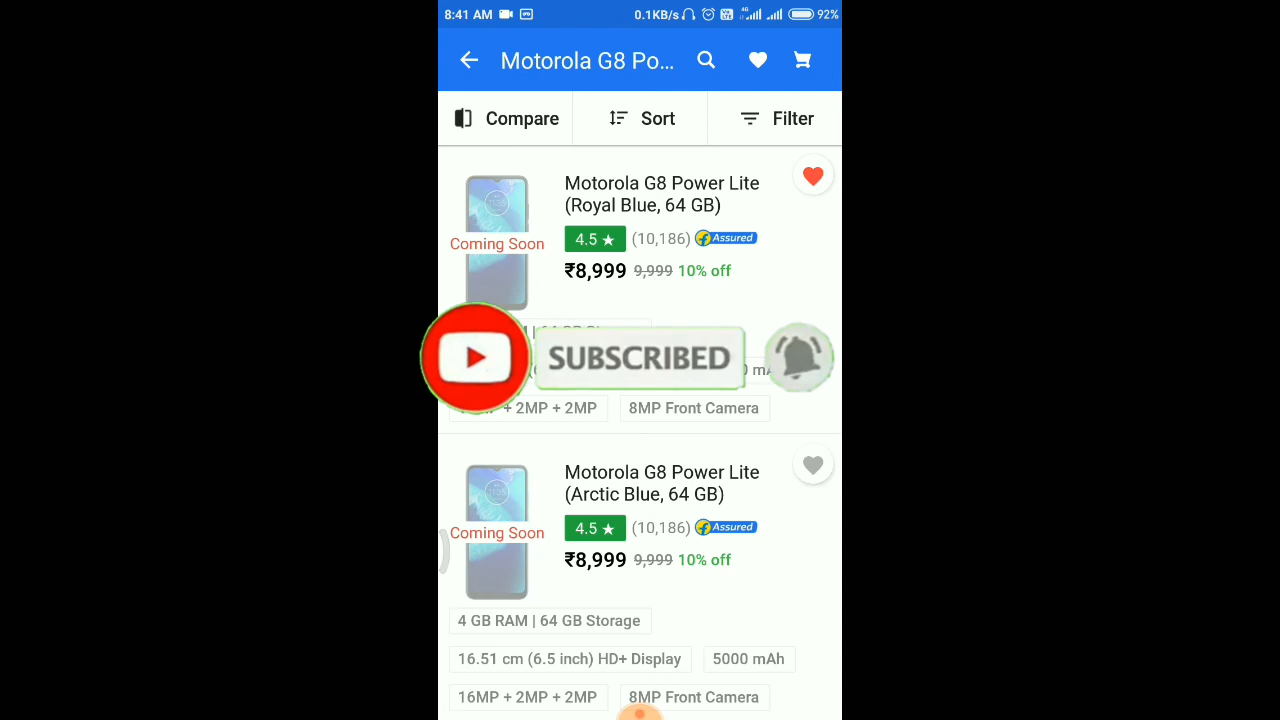 8:41 AM 0.1KB/s 4G 92%
Motorola G8 Po...
Compare Sort Filter
Motorola G8 Power Lite
(Royal Blue, 64 GB)
Coming Soon
4.5 ★ (10,186) Assured
₹8,999 9,999 10% off
SUBSCRIBED
+ 2MP + 2MP 8MP Front Camera
Motorola G8 Power Lite
(Arctic Blue, 64 GB)
Coming Soon
4.5 ★ (10,186) Assured
₹8,999 9,999 10% off
4 GB RAM | 64 GB Storage
16.51 cm (6.5 inch) HD+ Display 5000 mAh
16MP + 2MP + 2MP 8MP Front Camera